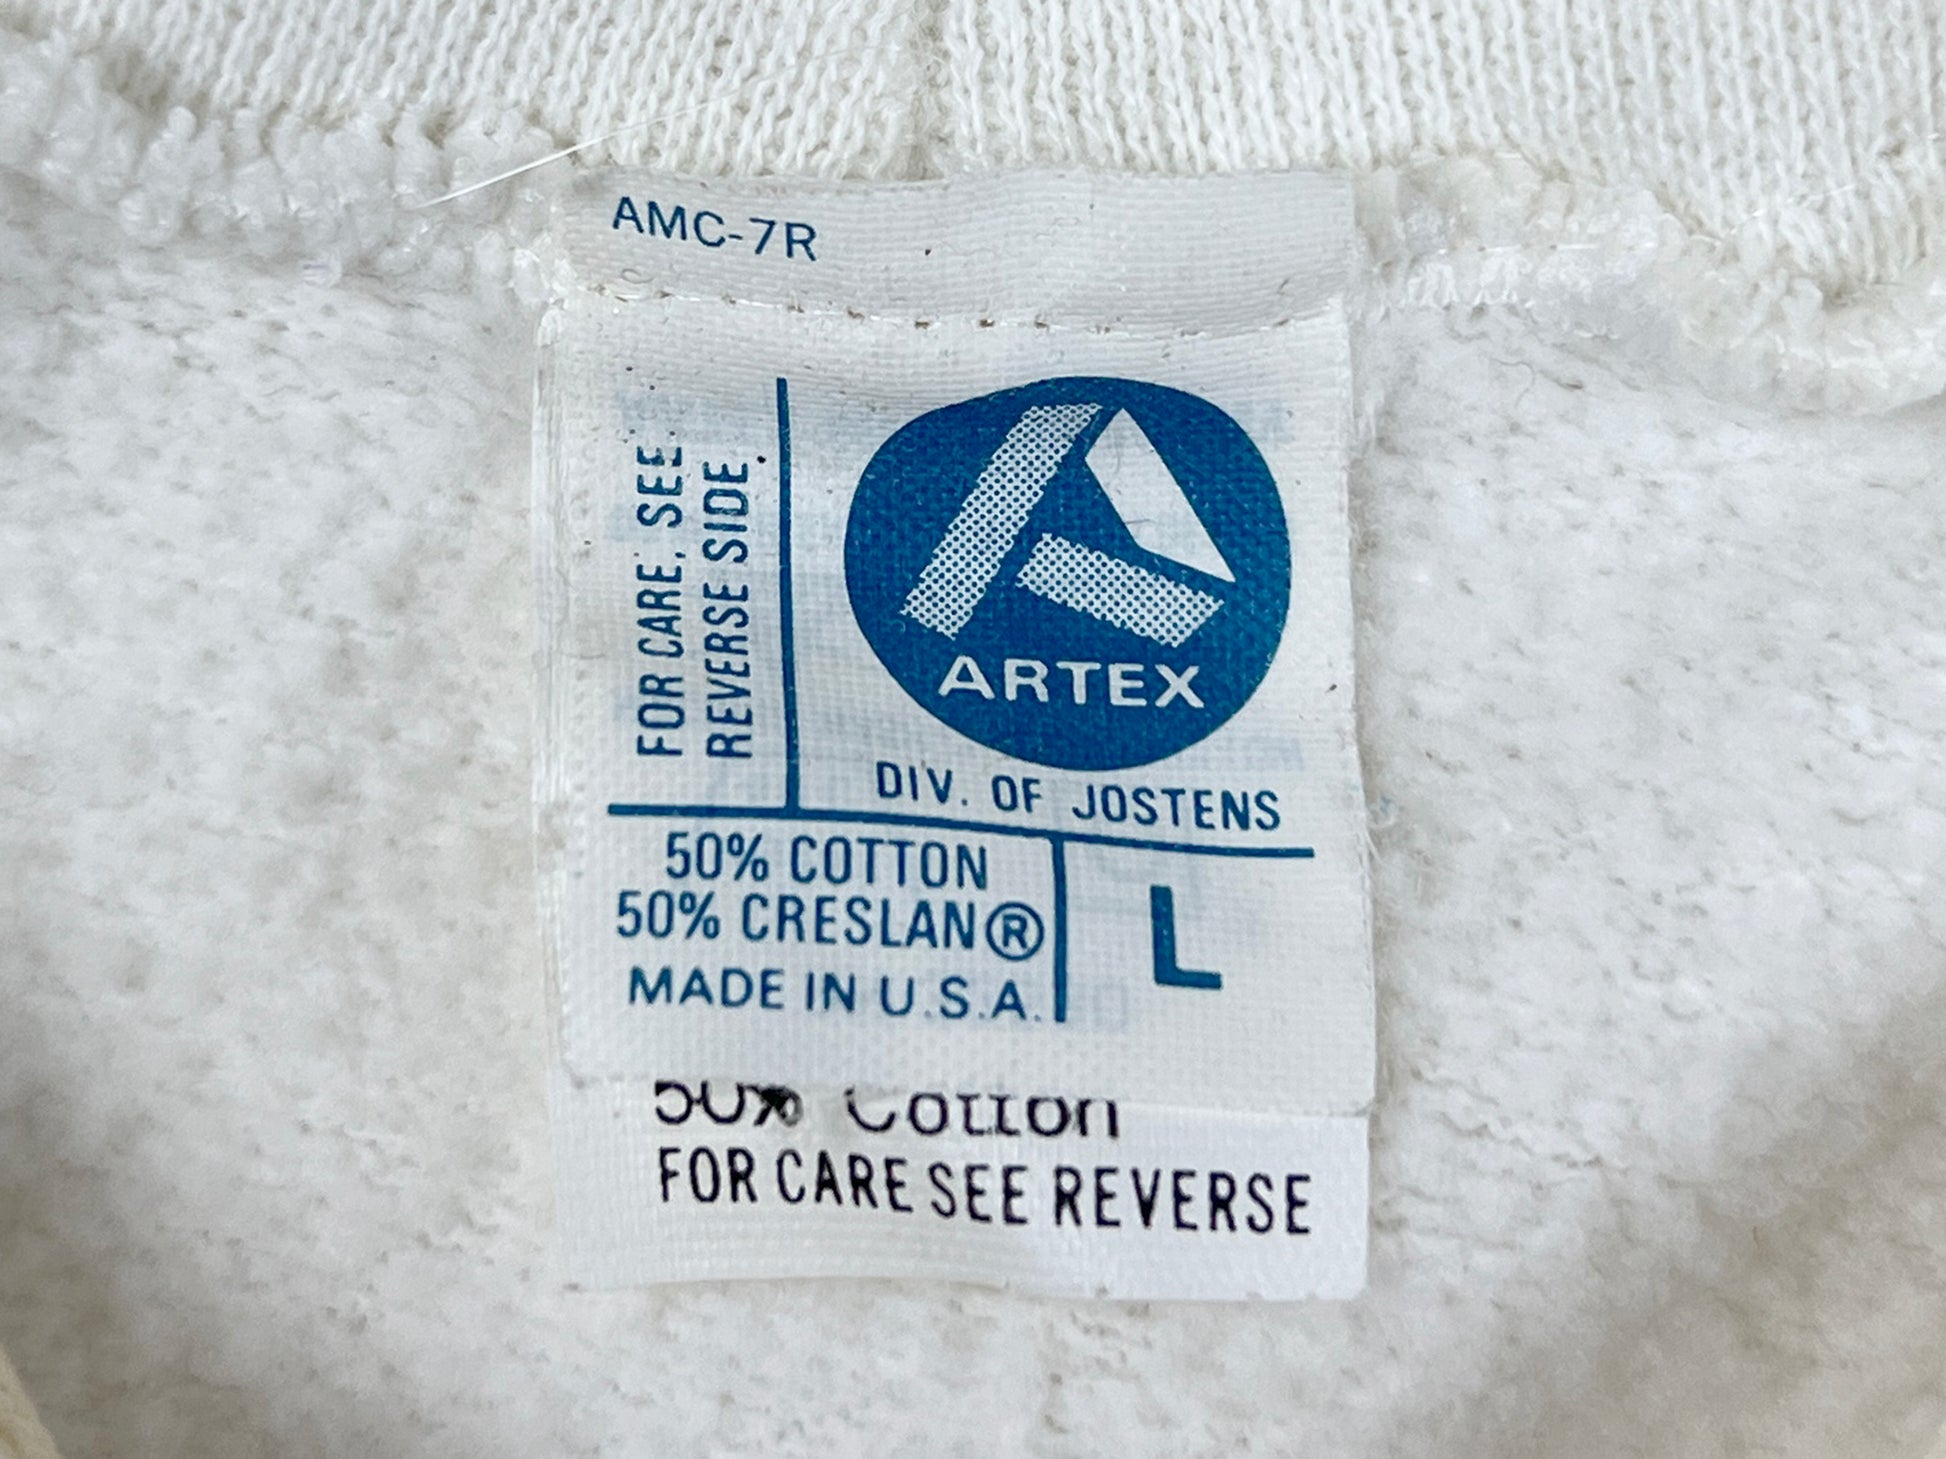 AMC-7R
FOR CARE, SEE
REVERSE SIDE
ARTEX
DIV. OF JOSTENS
50% COTTON
50% CRESLAN®
MADE IN U.S.A.
L
50% Cotton
FOR CARE SEE REVERSE